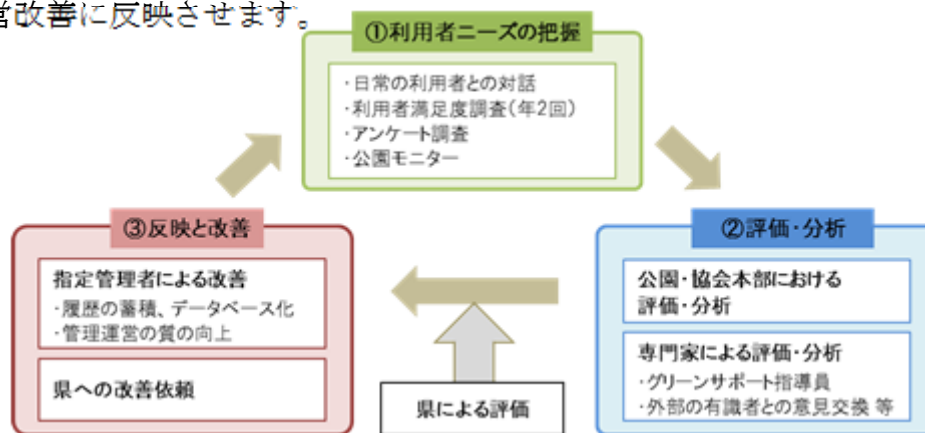 営改善に反映させます。
①利用者ニーズの把握
・日常の利用者との対話
・利用者満足度調査(年2回)
・アンケート調査
・公園モニター
③反映と改善
指定管理者による改善
・履歴の蓄積、データベース化
・管理運営の質の向上
県への改善依頼
②評価・分析
公園・協会本部における
評価・分析
専門家による評価・分析
・グリーンサポート指導員
・外部の有識者との意見交換 等
県による評価